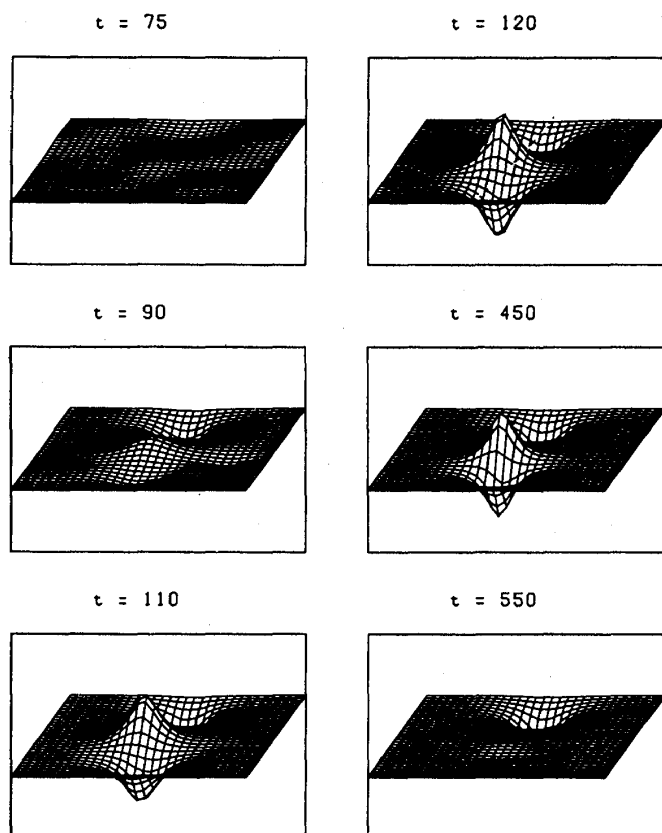 t = 75
t = 120
t = 90
t = 450
t = 110
t = 550